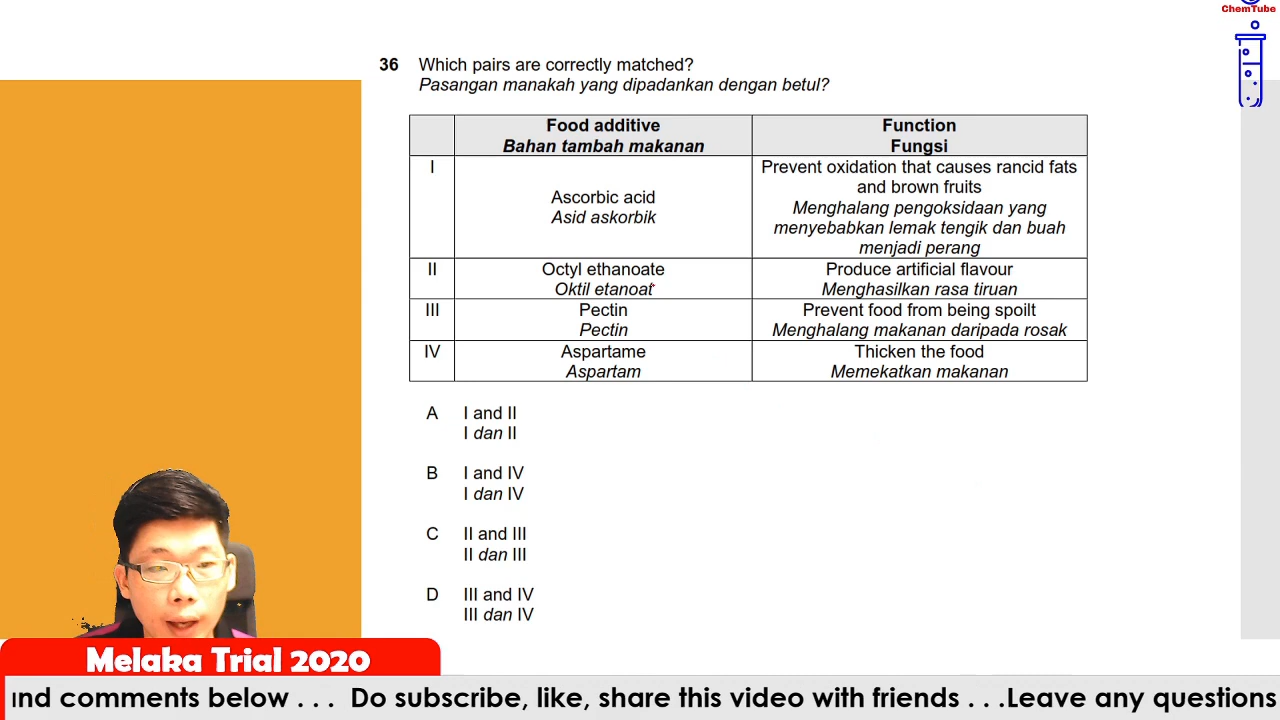 ChemTube
36 Which pairs are correctly matched?
Pasangan manakah yang dipadankan dengan betul?
Food additive
Bahan tambah makanan
Function
Fungsi
I
Ascorbic acid
Asid askorbik
Prevent oxidation that causes rancid fats
and brown fruits
Menghalang pengoksidaan yang
menyebabkan lemak tengik dan buah
menjadi perang
II
Octyl ethanoate
Oktil etanoat
Produce artificial flavour
Menghasilkan rasa tiruan
III
Pectin
Pectin
Prevent food from being spoilt
Menghalang makanan daripada rosak
IV
Aspartame
Aspartam
Thicken the food
Memekatkan makanan
A I and II
I dan II
B I and IV
I dan IV
C II and III
II dan III
D III and IV
III dan IV
Melaka Trial 2020
and comments below . . . Do subscribe, like, share this video with friends . . .Leave any questions